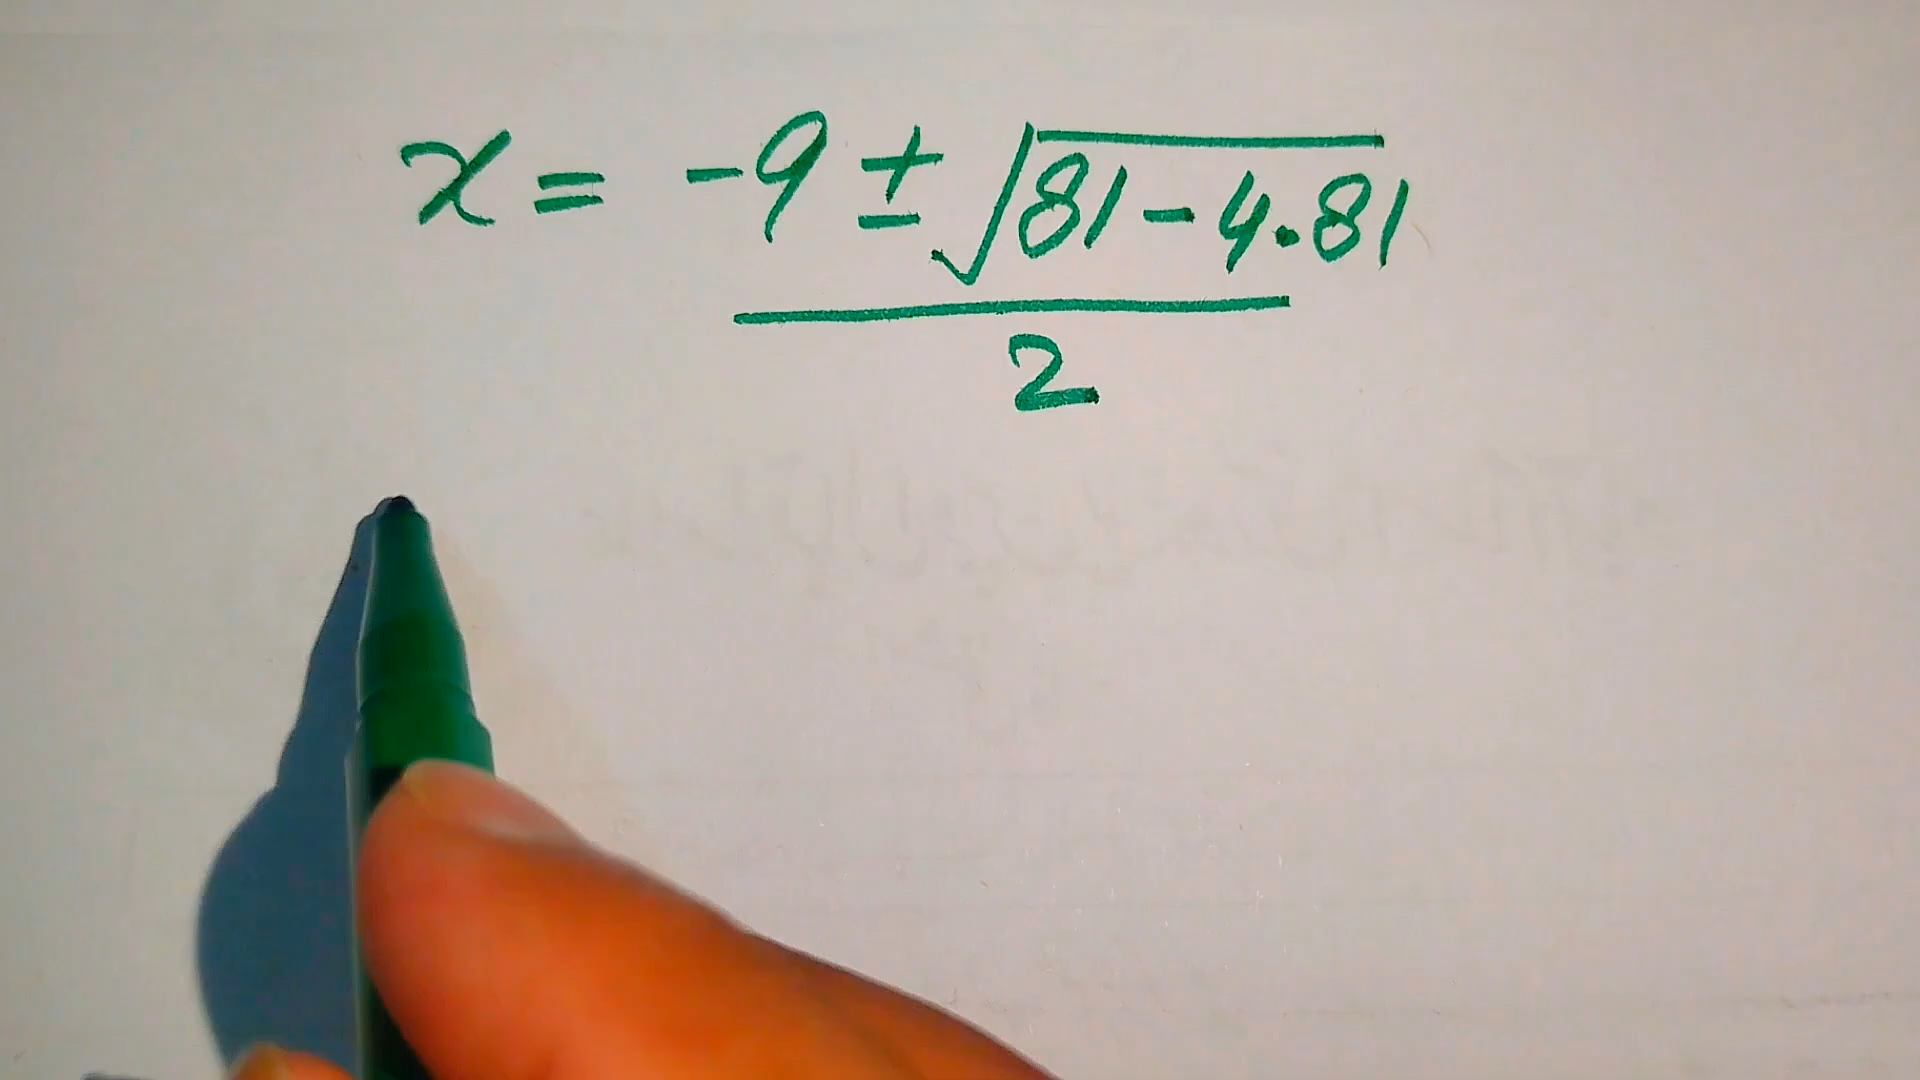 x = -9 ± √81-4.81
2